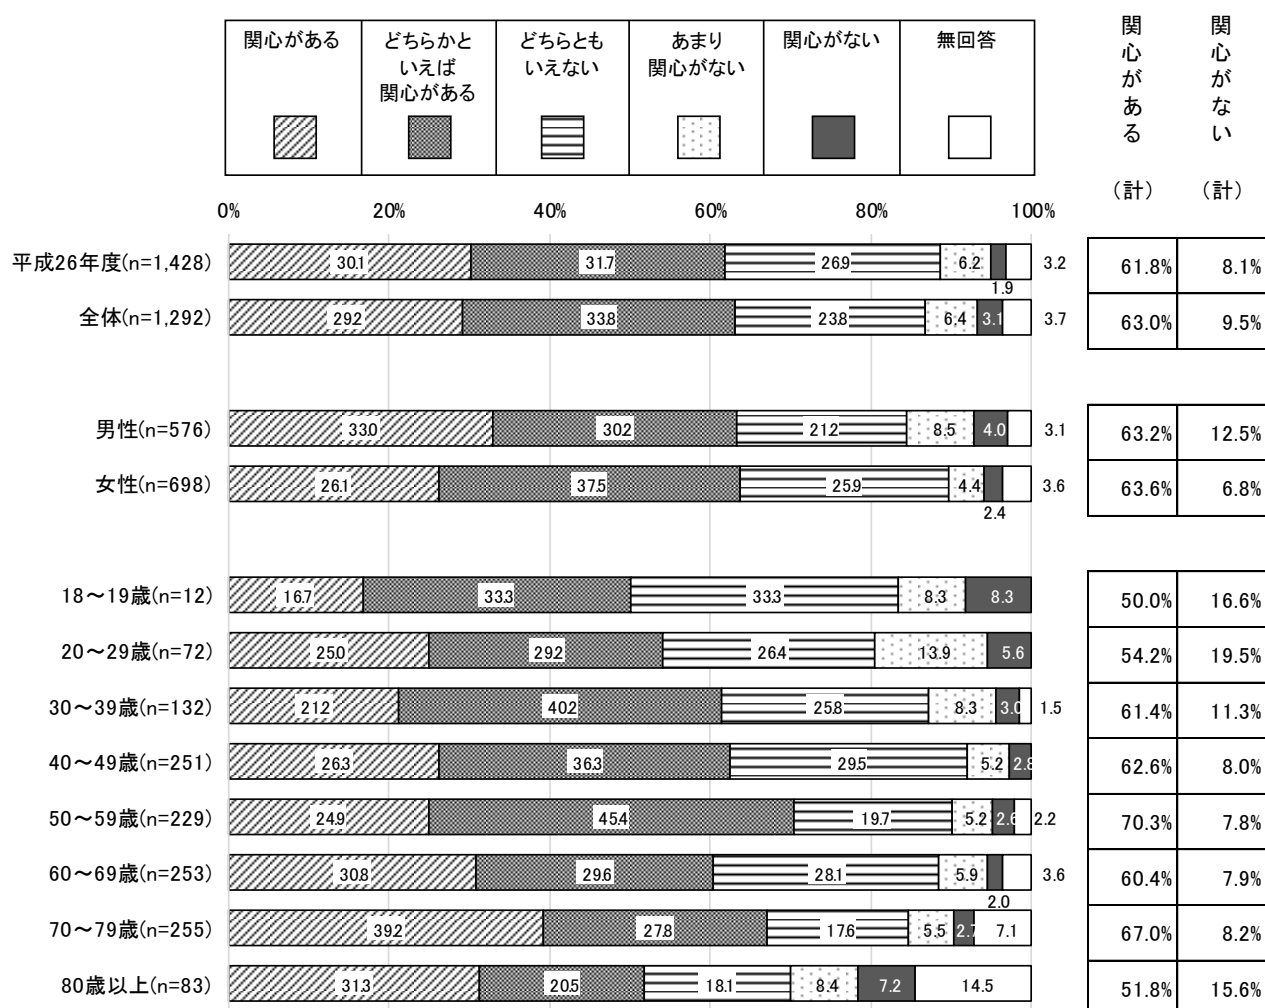 関心がある
どちらかと
いえば
関心がある
どちらとも
いえない
あまり
関心がない
関心がない
無回答
関心がある
（計）
関心がない
（計）
0% 20% 40% 60% 80% 100%
平成26年度(n=1,428) 30.1 31.7 26.9 6.2 1.9 3.2 61.8% 8.1%
全体(n=1,292) 29.2 33.8 23.8 6.4 3.1 3.7 63.0% 9.5%
男性(n=576) 33.0 30.2 21.2 8.5 4.0 3.1 63.2% 12.5%
女性(n=698) 26.1 37.5 25.9 4.4 2.4 3.6 63.6% 6.8%
18～19歳(n=12) 16.7 33.3 33.3 8.3 8.3 50.0% 16.6%
20～29歳(n=72) 25.0 29.2 26.4 13.9 5.6 54.2% 19.5%
30～39歳(n=132) 21.2 40.2 25.8 8.3 3.0 1.5 61.4% 11.3%
40～49歳(n=251) 26.3 36.3 29.5 5.2 2.8 62.6% 8.0%
50～59歳(n=229) 24.9 45.4 19.7 5.2 2.6 2.2 70.3% 7.8%
60～69歳(n=253) 30.8 29.6 28.1 5.9 2.0 3.6 60.4% 7.9%
70～79歳(n=255) 39.2 27.8 17.6 5.5 2.7 7.1 67.0% 8.2%
80歳以上(n=83) 31.3 20.5 18.1 8.4 7.2 14.5 51.8% 15.6%